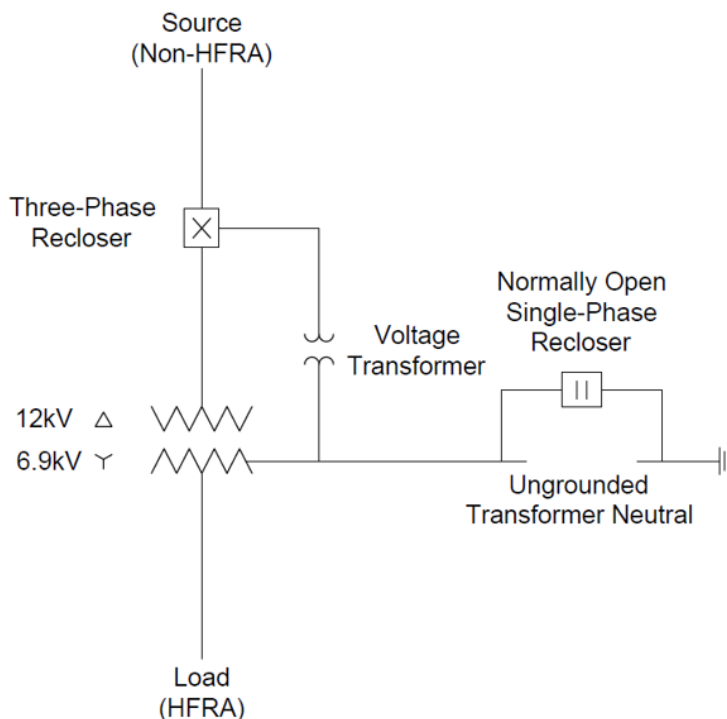 Source
(Non-HFRA)
Three-Phase
Recloser
Normally Open
Single-Phase
Recloser
Voltage
Transformer
12kV △
6.9kV
Ungrounded
Transformer Neutral
Load
(HFRA)